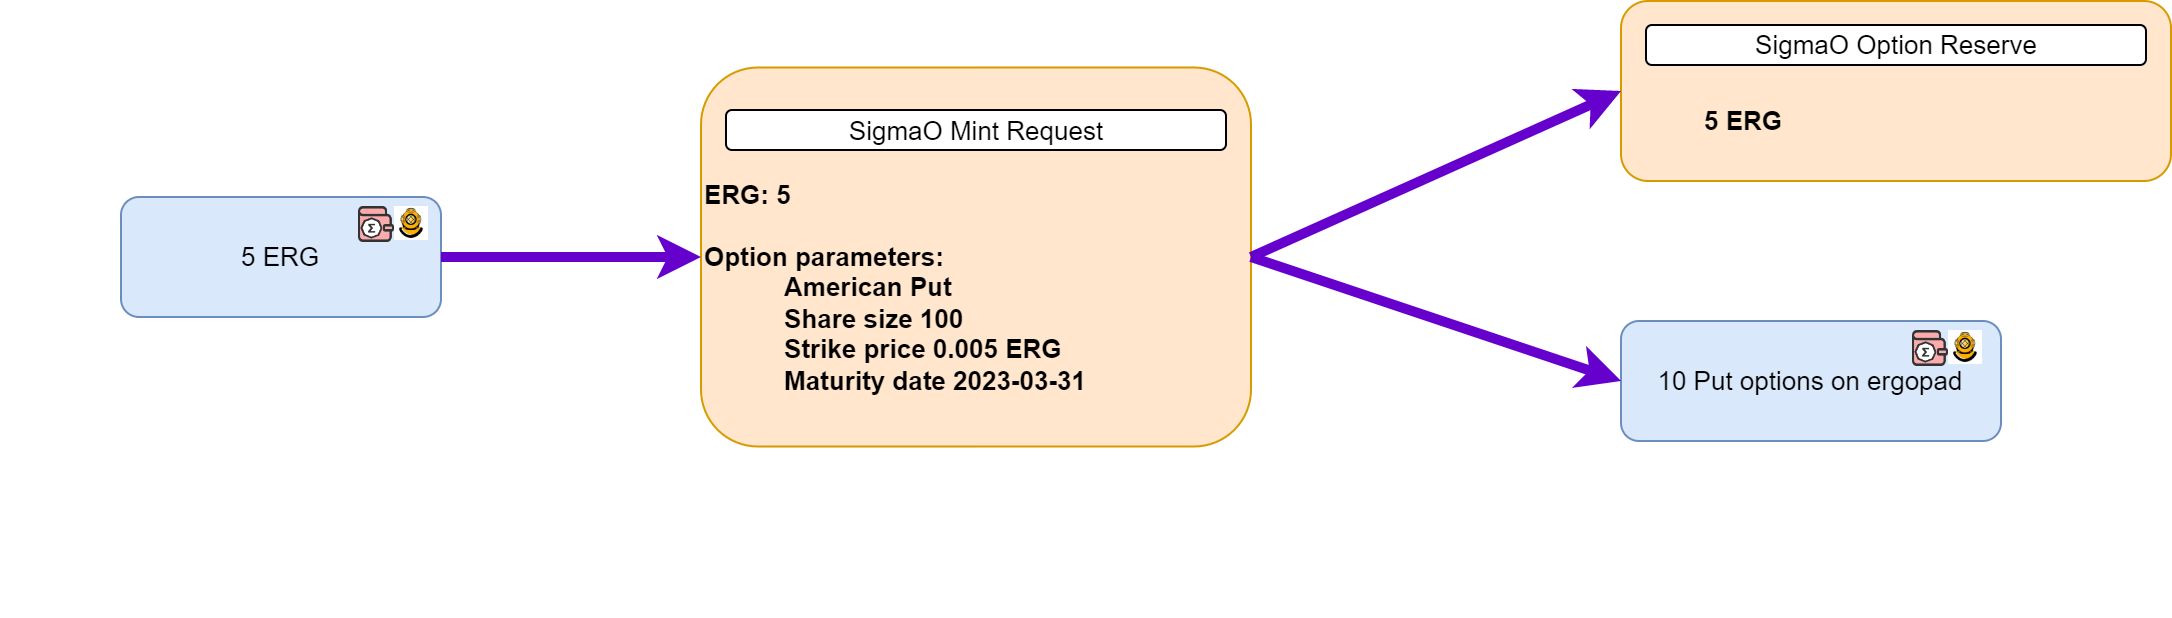 5 ERG
Σ
SigmaO Mint Request
ERG: 5
Option parameters:
American Put
Share size 100
Strike price 0.005 ERG
Maturity date 2023-03-31
SigmaO Option Reserve
5 ERG
Σ
10 Put options on ergopad